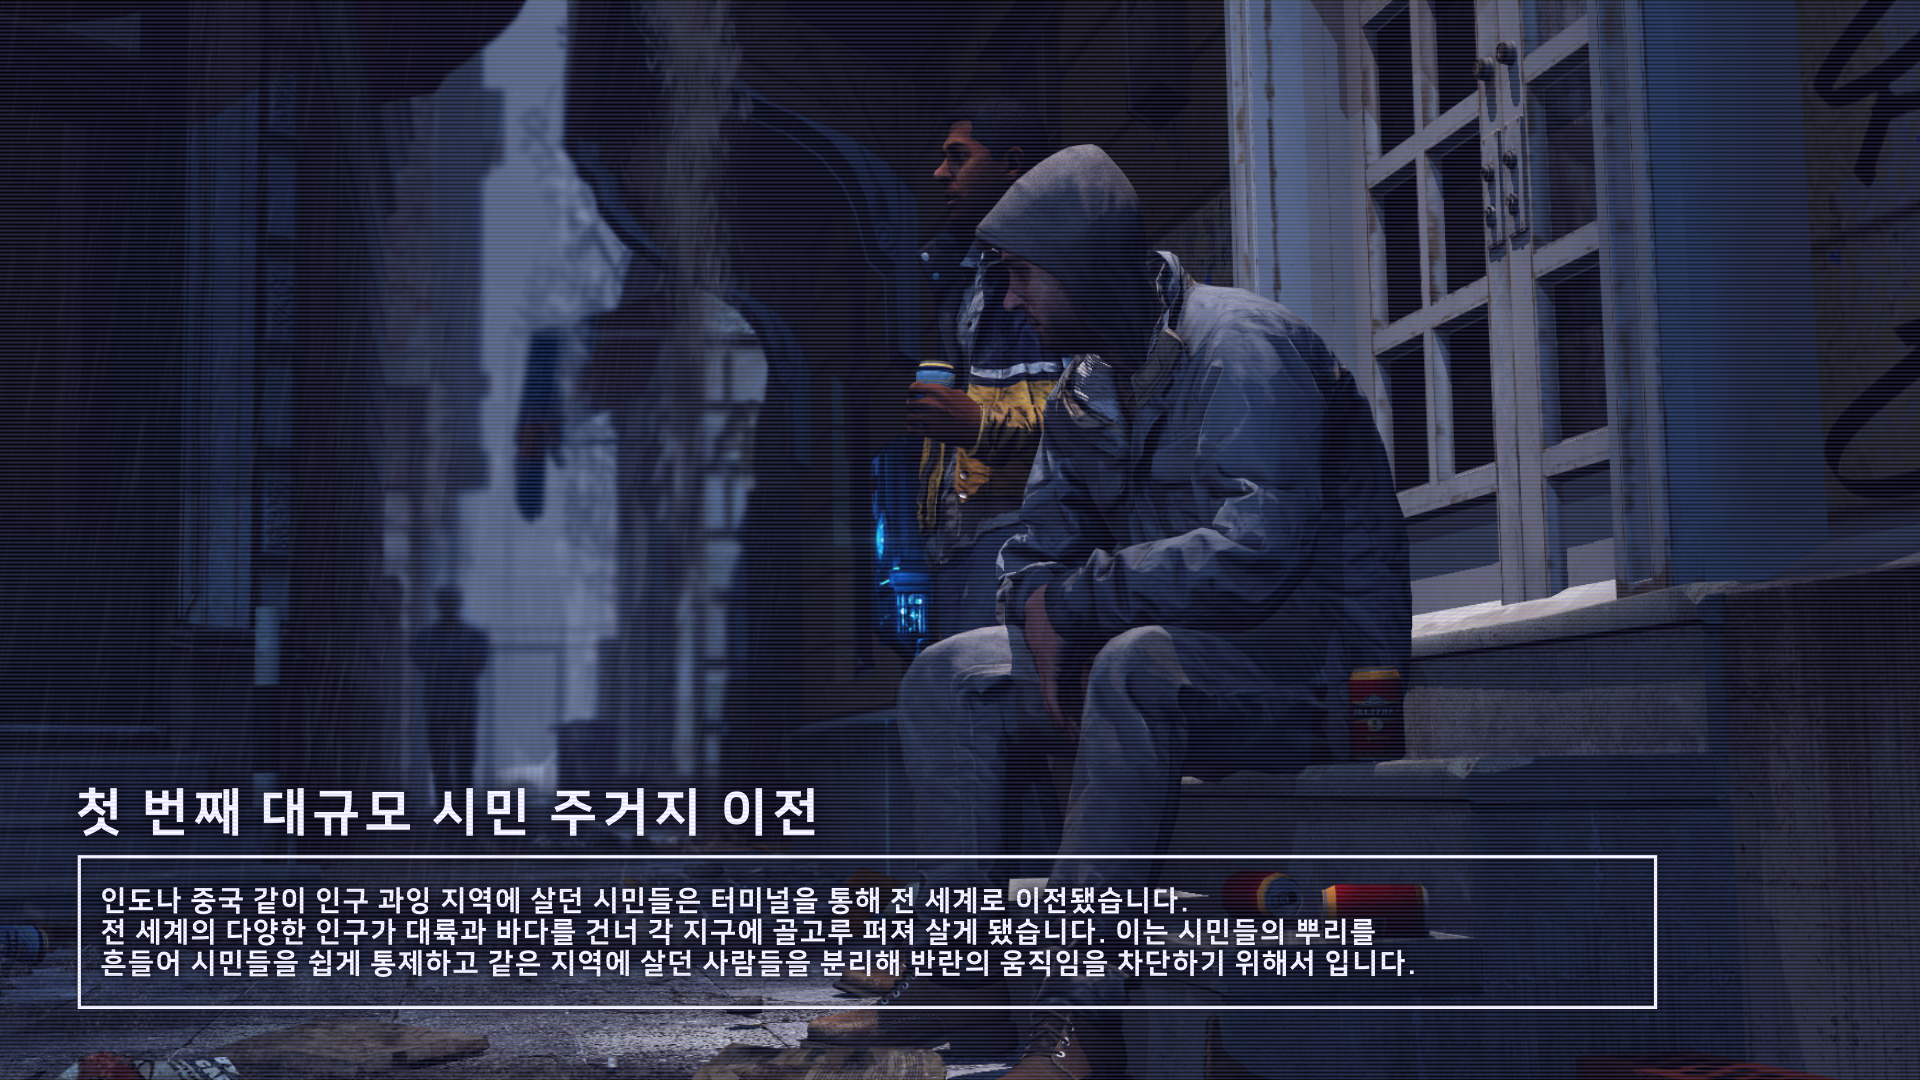 첫 번째 대규모 시민 주거지 이전
인도나 중국 같이 인구 과잉 지역에 살던 시민들은 터미널을 통해 전 세계로 이전됐습니다.
전 세계의 다양한 인구가 대륙과 바다를 건너 각 지구에 골고루 퍼져 살게 됐습니다. 이는 시민들의 뿌리를
흔들어 시민들을 쉽게 통제하고 같은 지역에 살던 사람들을 분리해 반란의 움직임을 차단하기 위해서 입니다.